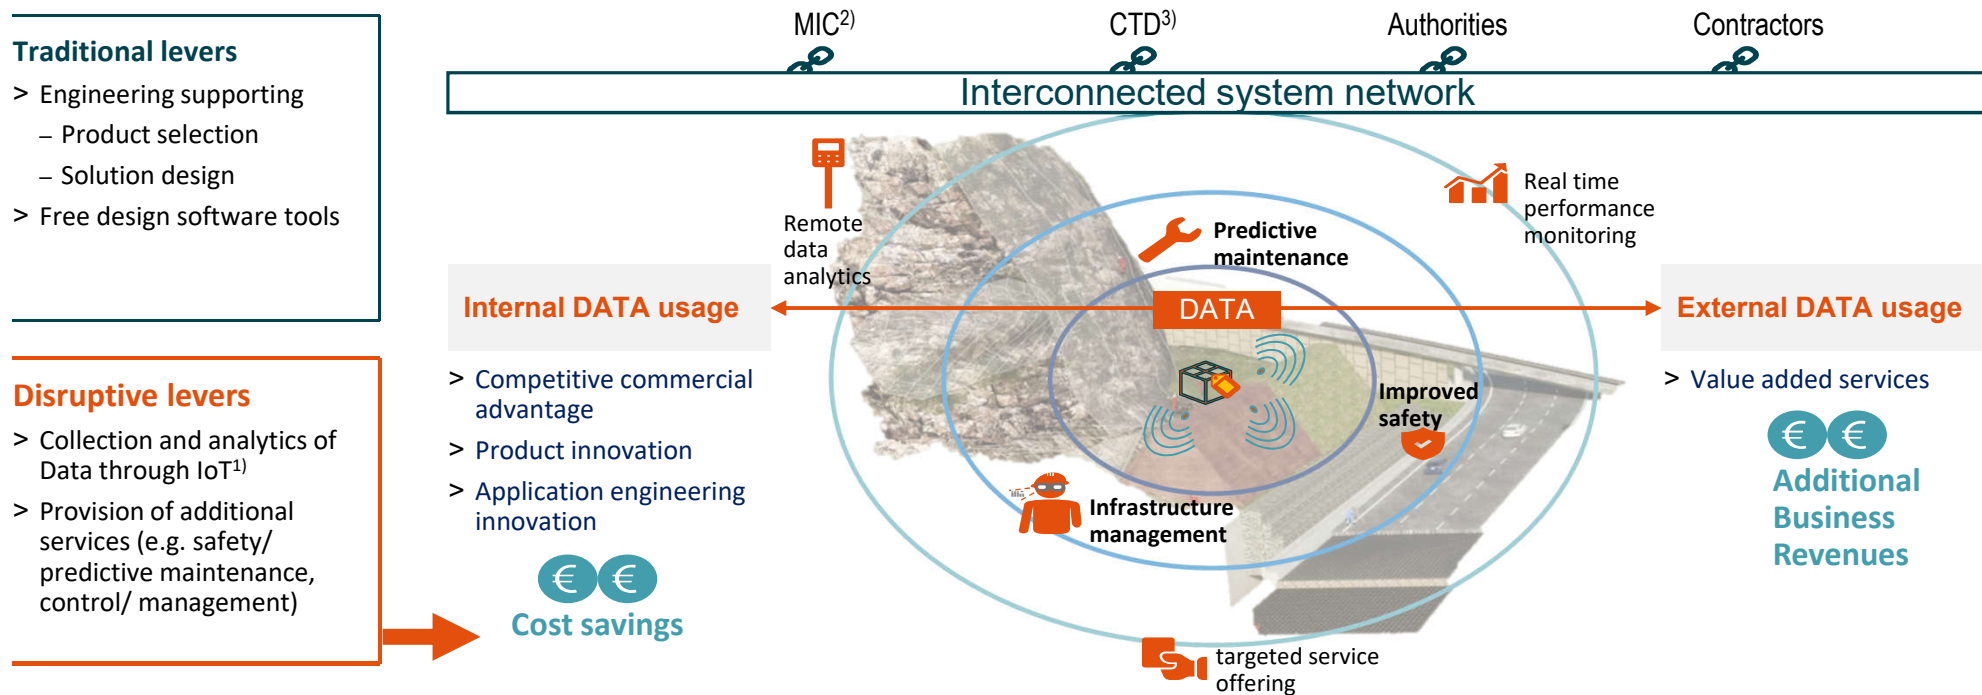 Traditional levers
> Engineering supporting
– Product selection
– Solution design
> Free design software tools
Disruptive levers
> Collection and analytics of
Data through IoT1)
> Provision of additional
services (e.g. safety/
predictive maintenance,
control/ management)
MIC2)
CTD3)
Authorities
Contractors
Interconnected system network
Remote
data
analytics
Predictive
maintenance
Real time
performance
monitoring
Internal DATA usage
DATA
External DATA usage
> Competitive commercial
advantage
> Product innovation
> Application engineering
innovation
€ €
Cost savings
Improved
safety
Infrastructure
management
targeted service
offering
> Value added services
€ €
Additional
Business
Revenues